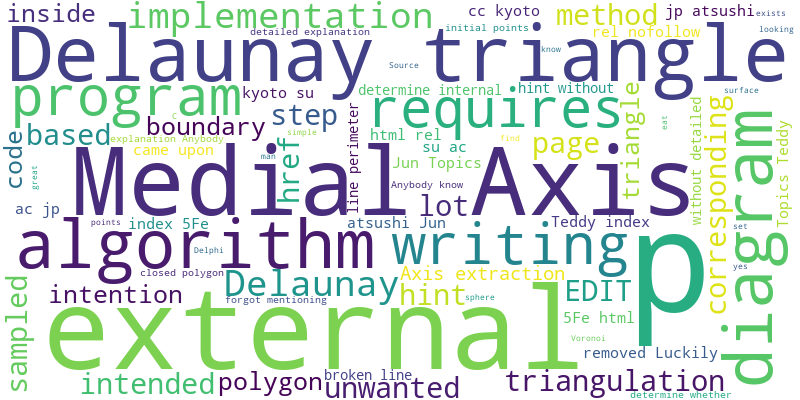 inside implementation cc kyoto method jp atsushi exists
detailed explanation initial points rel nofollow looking
Delaunay triangle
Source know
program kyoto su determine internal hint without surface
requires
based boundary step html rel triangle
explanation Anybody simple su ac
code came upon href line perimeter find page eat
great man Jun Topics
Medial Axis
Anybody know lot
ac jp points index 5Fe atsushi Jun Teddy index set
without detailed corresponding Topics Teddy diagram
algorithm Delphi writing yes
closed polygon Axis extraction
sampled intention Delaunay hint EDIT p
forgot mentioning sphere
external 5Fe html
Voronoi
removed Luckily
intended polygon broken line unwanted triangulation
determine whether
c